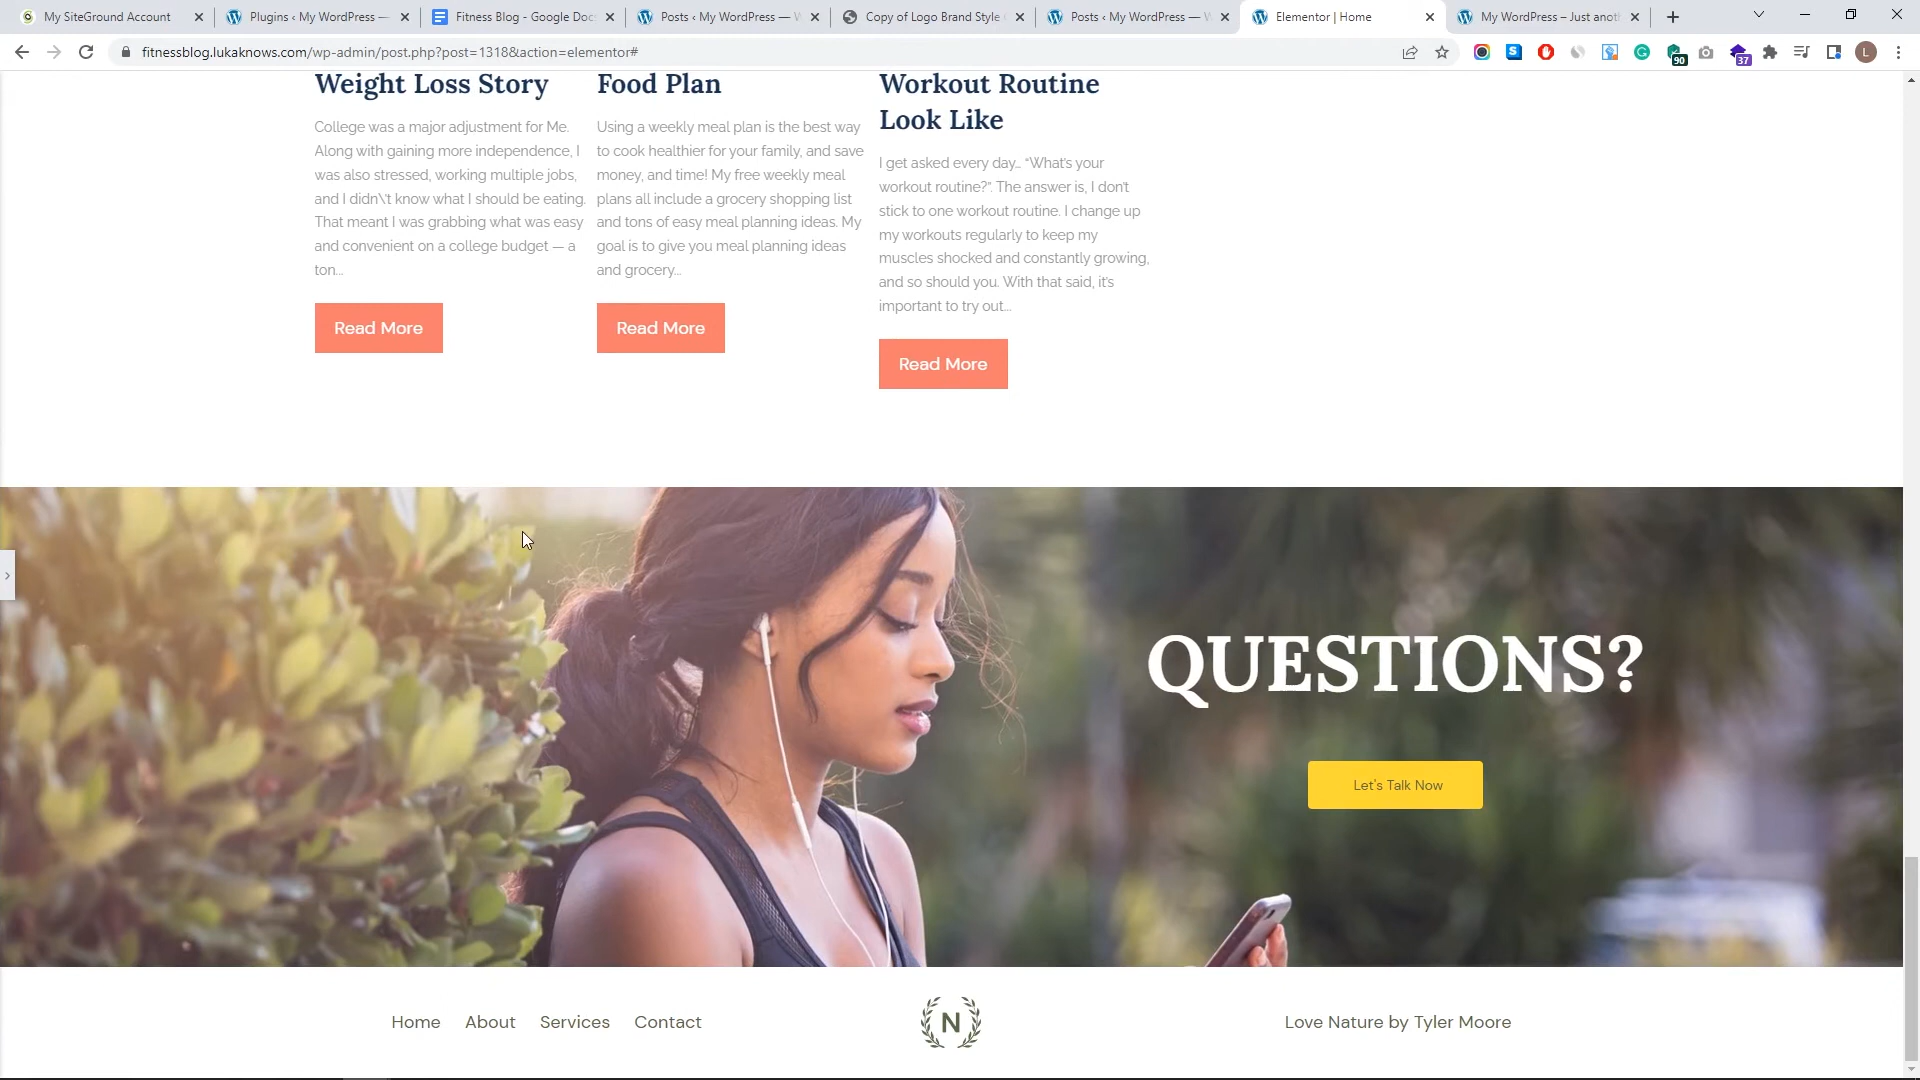 My SiteGround Account
Plugins ‹ My WordPress —
Fitness Blog - Google Docs
Posts ‹ My WordPress — W
Copy of Logo Brand Style
Posts ‹ My WordPress — W
Elementor | Home
My WordPress – Just anot
fitnessblog.lukaknows.com/wp-admin/post.php?post=1318&action=elementor#
90
37
L
Weight Loss Story
College was a major adjustment for Me.
Along with gaining more independence, I
was also stressed, working multiple jobs,
and I didn\'t know what I should be eating.
That meant I was grabbing what was easy
and convenient on a college budget — a
ton...
Read More
Food Plan
Using a weekly meal plan is the best way
to cook healthier for your family, and save
money, and time! My free weekly meal
plans all include a grocery shopping list
and tons of easy meal planning ideas. My
goal is to give you meal planning ideas
and grocery...
Read More
Workout Routine
Look Like
I get asked every day… “What’s your
workout routine?”. The answer is, I don’t
stick to one workout routine. I change up
my workouts regularly to keep my
muscles shocked and constantly growing,
and so should you. With that said, it’s
important to try out...
Read More
QUESTIONS?
Let's Talk Now
Home About Services Contact
N
Love Nature by Tyler Moore